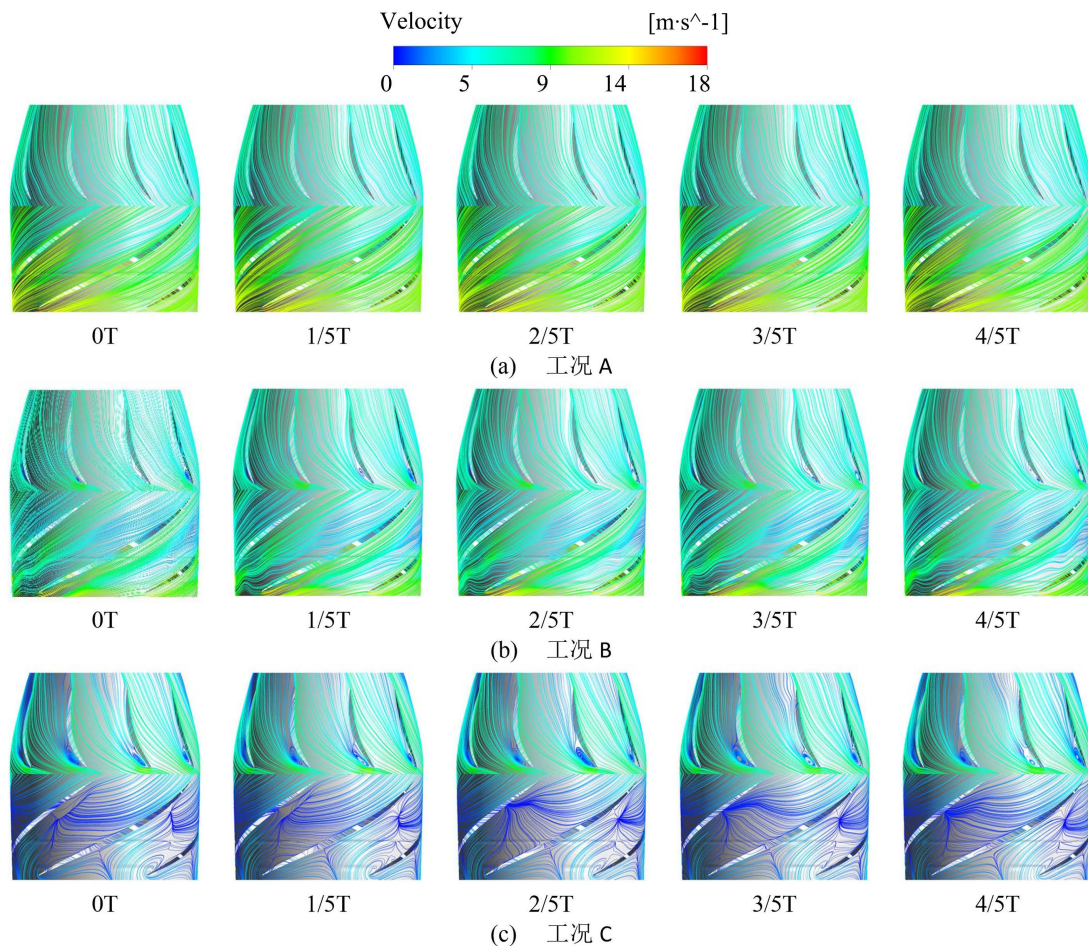 Velocity [m·s^-1]
0 5 9 14 18
0T 1/5T 2/5T 3/5T 4/5T
(a) 工况 A
0T 1/5T 2/5T 3/5T 4/5T
(b) 工况 B
0T 1/5T 2/5T 3/5T 4/5T
(c) 工况 C